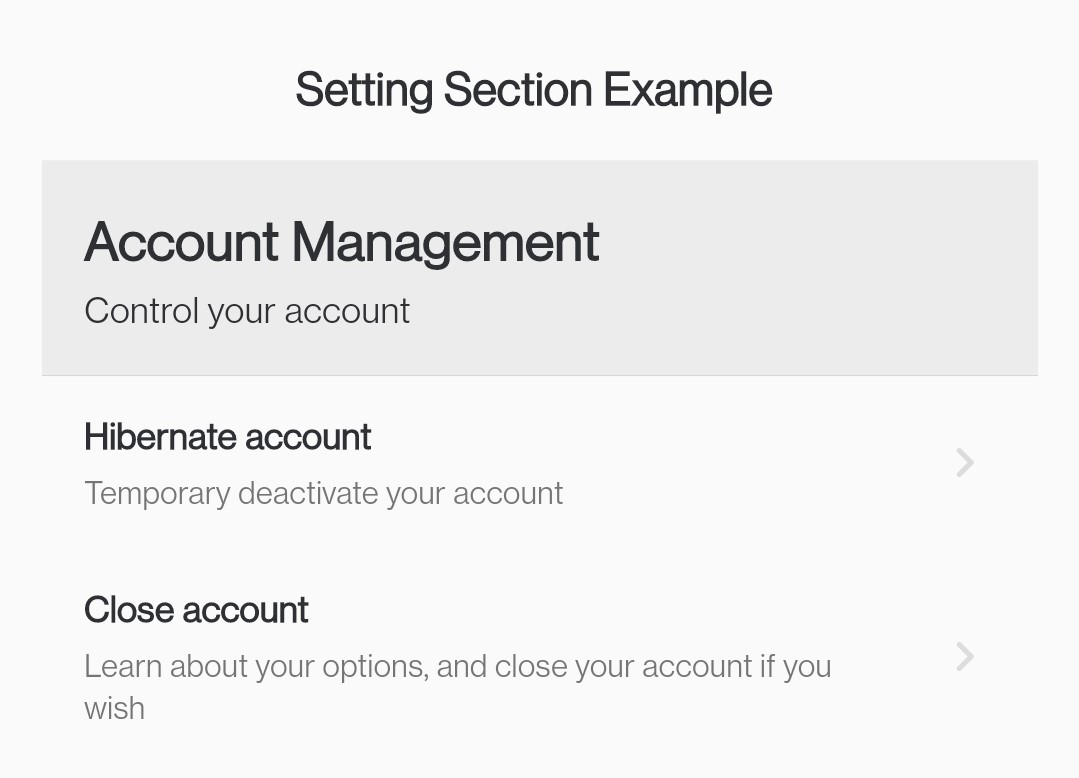 Setting Section Example
Account Management
Control your account
Hibernate account
Temporary deactivate your account
Close account
Learn about your options, and close your account if you
wish